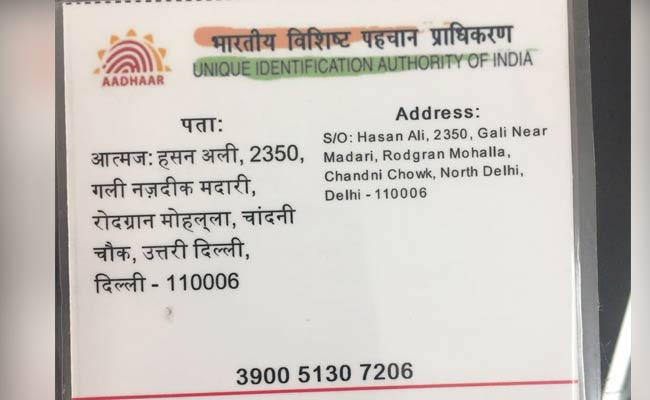 भारतीय विशिष्ट पहचान प्राधिकरण
UNIQUE IDENTIFICATION AUTHORITY OF INDIA
AADHAAR
पता:
आत्मज: हसन अली, 2350,
गली नज़दीक मदारी,
रोदग्रान मोहल्ला, चांदनी
चौक, उत्तरी दिल्ली,
दिल्ली - 110006
Address:
S/O: Hasan Ali, 2350, Gali Near
Madari, Rodgran Mohalla,
Chandni Chowk, North Delhi,
Delhi - 110006
3900 5130 7206